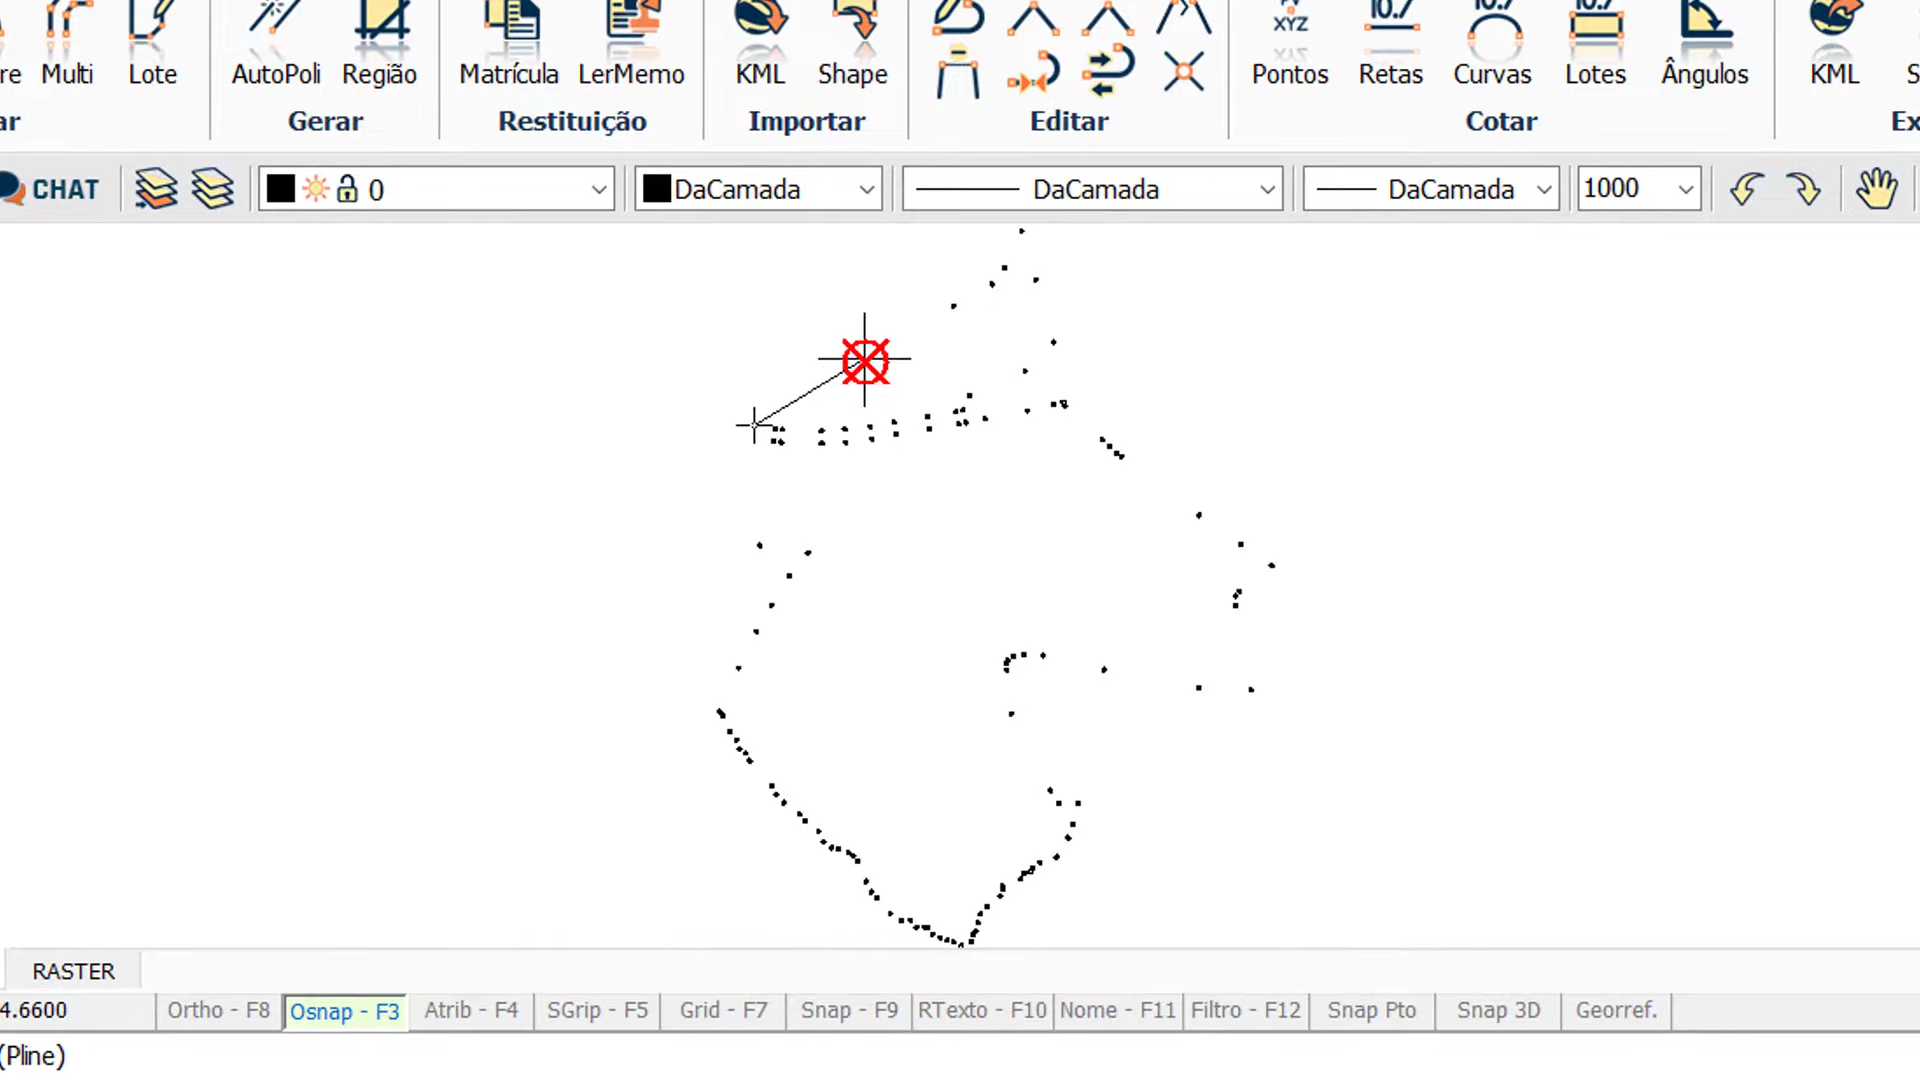 XYZ
re Multi Lote AutoPoli Região Matrícula LerMemo KML Shape Pontos Retas Curvas Lotes Ângulos KML S
ar Gerar Restituição Importar Editar Cotar Ex
CHAT 0 DaCamada DaCamada DaCamada 1000
RASTER
4.6600 Ortho - F8 Osnap - F3 Atrib - F4 SGrip - F5 Grid - F7 Snap - F9 RTexto - F10 Nome - F11 Filtro - F12 Snap Pto Snap 3D Georref.
(Pline)